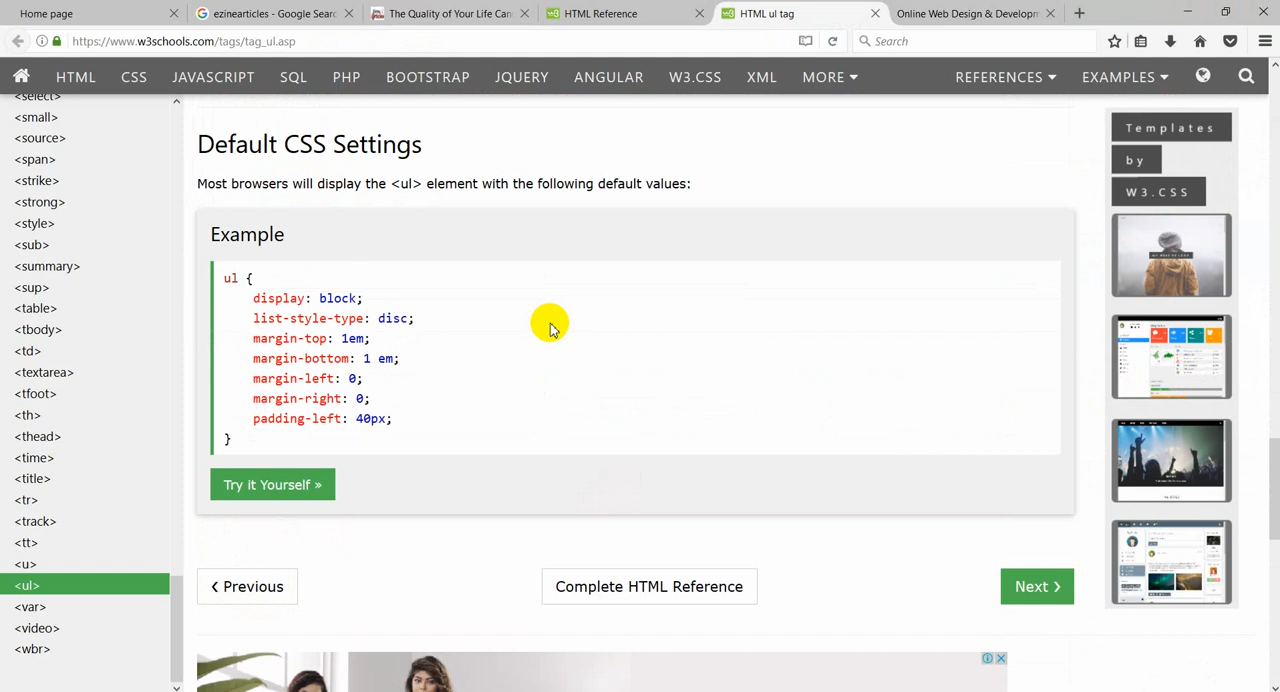 Home page
ezinearticles - Google Searc
The Quality of Your Life Can
HTML Reference
HTML ul tag
Online Web Design & Developm
https://www.w3schools.com/tags/tag_ul.asp
Search
HTML CSS JAVASCRIPT SQL PHP BOOTSTRAP JQUERY ANGULAR W3.CSS XML MORE REFERENCES EXAMPLES
<select>
<small>
<source>
<span>
<strike>
<strong>
<style>
<sub>
<summary>
<sup>
<table>
<tbody>
<td>
<textarea>
<tfoot>
<th>
<thead>
<time>
<title>
<tr>
<track>
<tt>
<u>
<ul>
<var>
<video>
<wbr>
Default CSS Settings
Most browsers will display the <ul> element with the following default values:
Example
ul {
display: block;
list-style-type: disc;
margin-top: 1em;
margin-bottom: 1 em;
margin-left: 0;
margin-right: 0;
padding-left: 40px;
}
Try it Yourself »
❮ Previous
Complete HTML Reference
Next ❯
Templates
by
W3.CSS